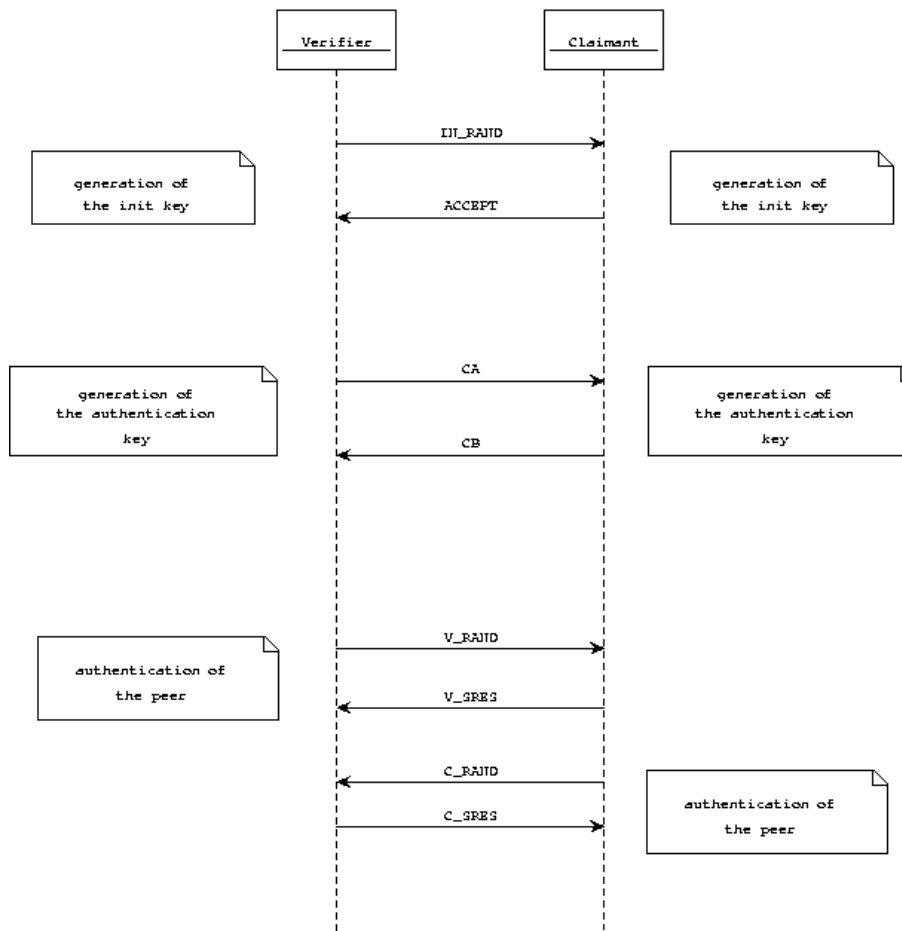 Verifier
Claimant
IN_RAND
generation of
the init key
generation of
the init key
ACCEPT
CA
generation of
the authentication
key
generation of
the authentication
key
CB
V_RAND
authentication of
the peer
V_SRES
C_RAND
C_SRES
authentication of
the peer